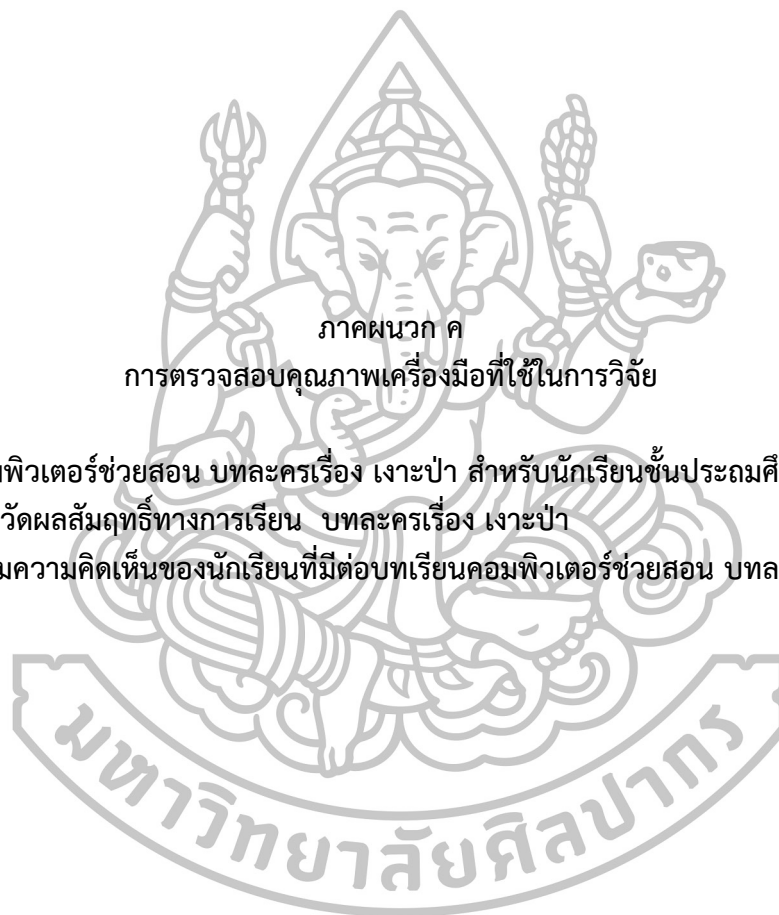 ภาคผนวก ค
การตรวจสอบคุณภาพเครื่องมือที่ใช้ในการวิจัย
มพิวเตอร์ช่วยสอน บทละครเรื่อง เงาะป่า สำหรับนักเรียนชั้นประถมศึ
วัดผลสัมฤทธิ์ทางการเรียน บทละครเรื่อง เงาะป่า
มความคิดเห็นของนักเรียนที่มีต่อบทเรียนคอมพิวเตอร์ช่วยสอน บทล
มหาวิทยาลัยศิลปากร